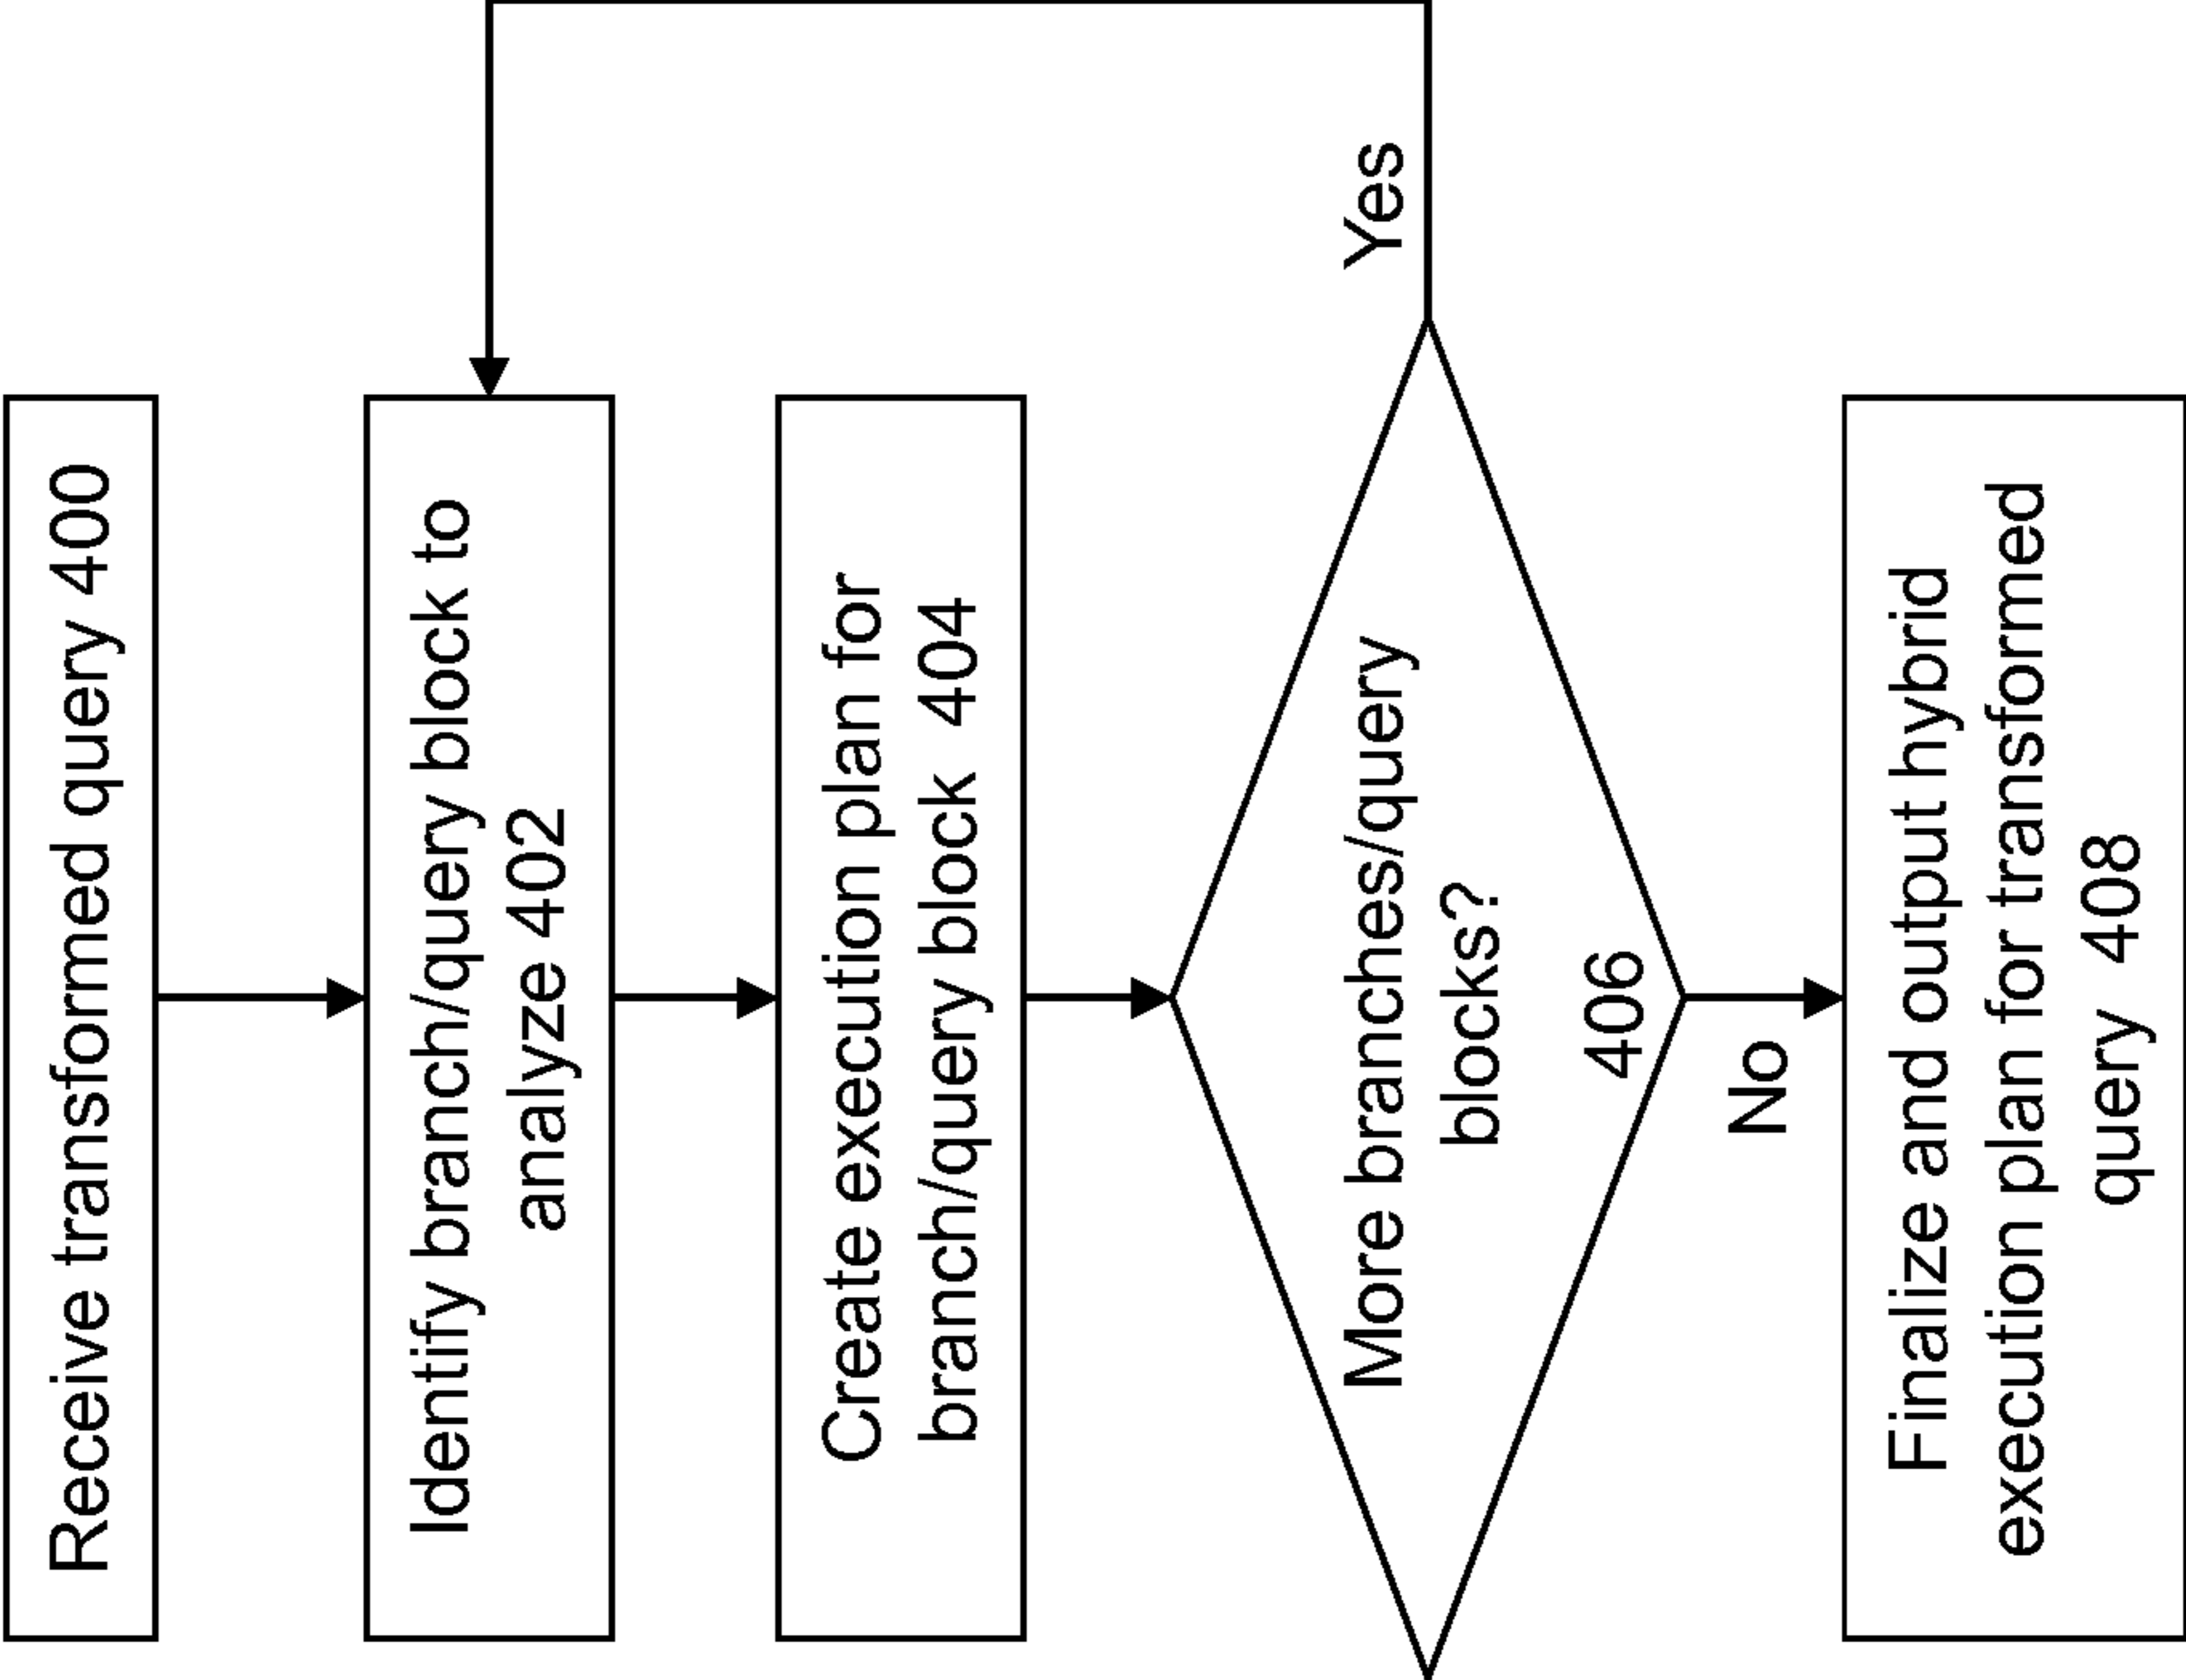 Receive transformed query 400
Identify branch/query block to
analyze 402
Create execution plan for
branch/query block 404
More branches/query
blocks?
406
Yes
No
Finalize and output hybrid
execution plan for transformed
query 408